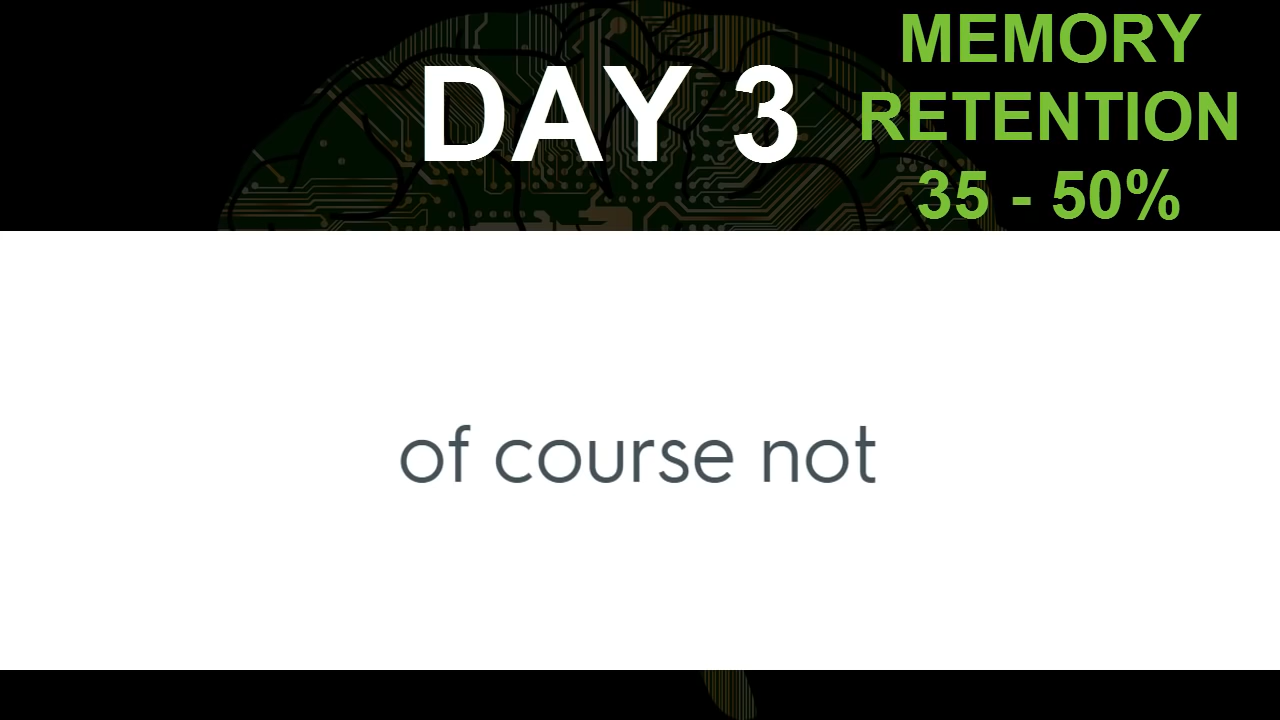 DAY 3
MEMORY
RETENTION
35 - 50%
of course not